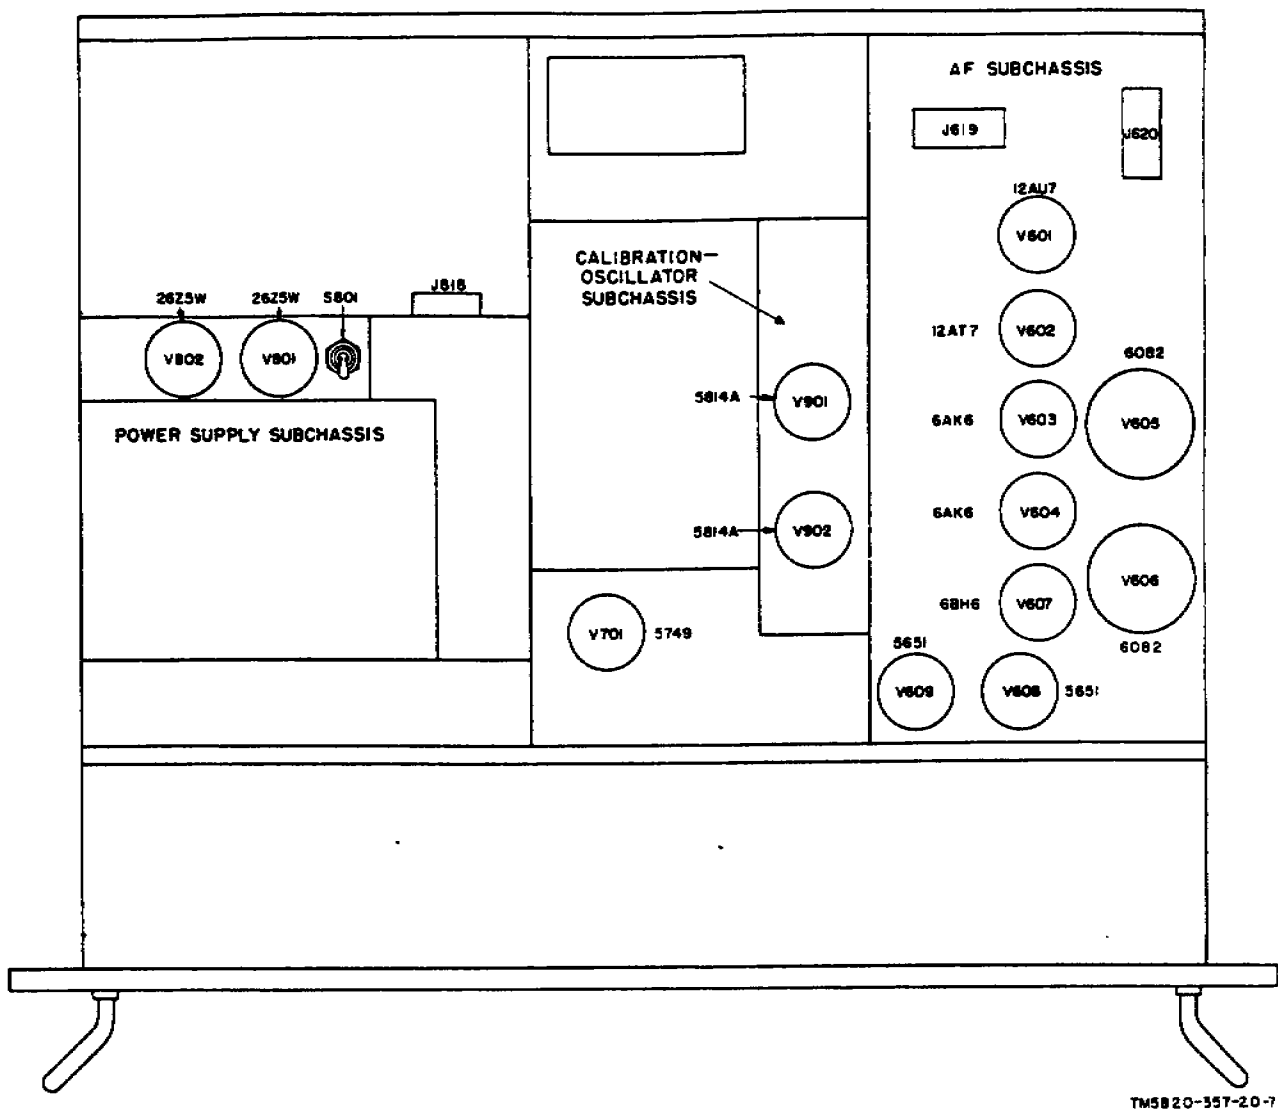 AF SUBCHASSIS
J619
J620
12AU7
V601
CALIBRATION-
OSCILLATOR
SUBCHASSIS
26Z5W
26Z5W
S801
J818
V802
V801
12AT7
V602
6082
5814A
V901
6AK6
V603
V605
POWER SUPPLY SUBCHASSIS
6AK6
V604
5814A
V902
V606
6BH6
V607
V701
5749
5651
6082
V609
V608
5651
TM5820-357-20-7